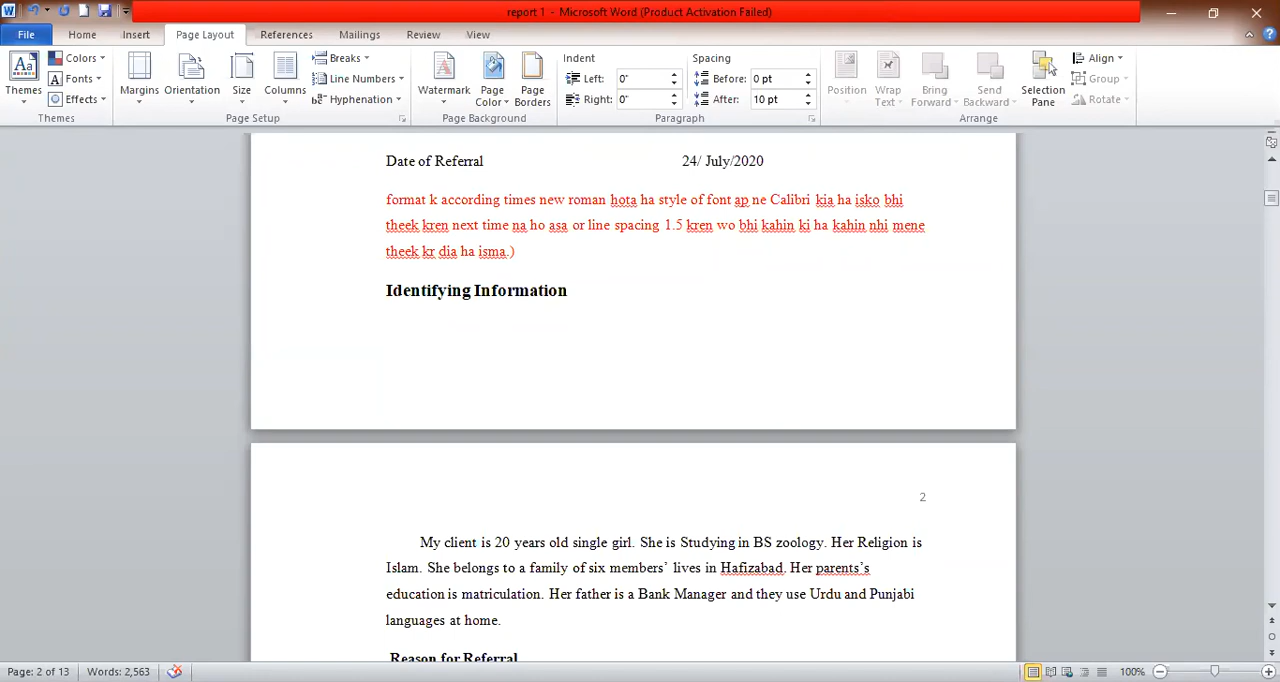 report 1 - Microsoft Word (Product Activation Failed)
File Home Insert Page Layout References Mailings Review View
Themes Colors Fonts Effects
Margins Orientation Size Columns Breaks Line Numbers Hyphenation
Watermark Page Color Page Borders
Indent Left: 0" Right: 0"
Spacing Before: 0 pt After: 10 pt
Position Wrap Text Bring Forward Send Backward Selection Pane Align Group Rotate
Themes Page Setup Page Background Paragraph Arrange
Date of Referral 24/ July/2020
format k according times new roman hota ha style of font ap ne Calibri kia ha isko bhi
theek kren next time na ho asa or line spacing 1.5 kren wo bhi kahin ki ha kahin nhi mene
theek kr dia ha isma.)
Identifying Information
2
My client is 20 years old single girl. She is Studying in BS zoology. Her Religion is
Islam. She belongs to a family of six members’ lives in Hafizabad. Her parents’s
education is matriculation. Her father is a Bank Manager and they use Urdu and Punjabi
languages at home.
Reason for Referral
Page: 2 of 13 Words: 2,563 100%